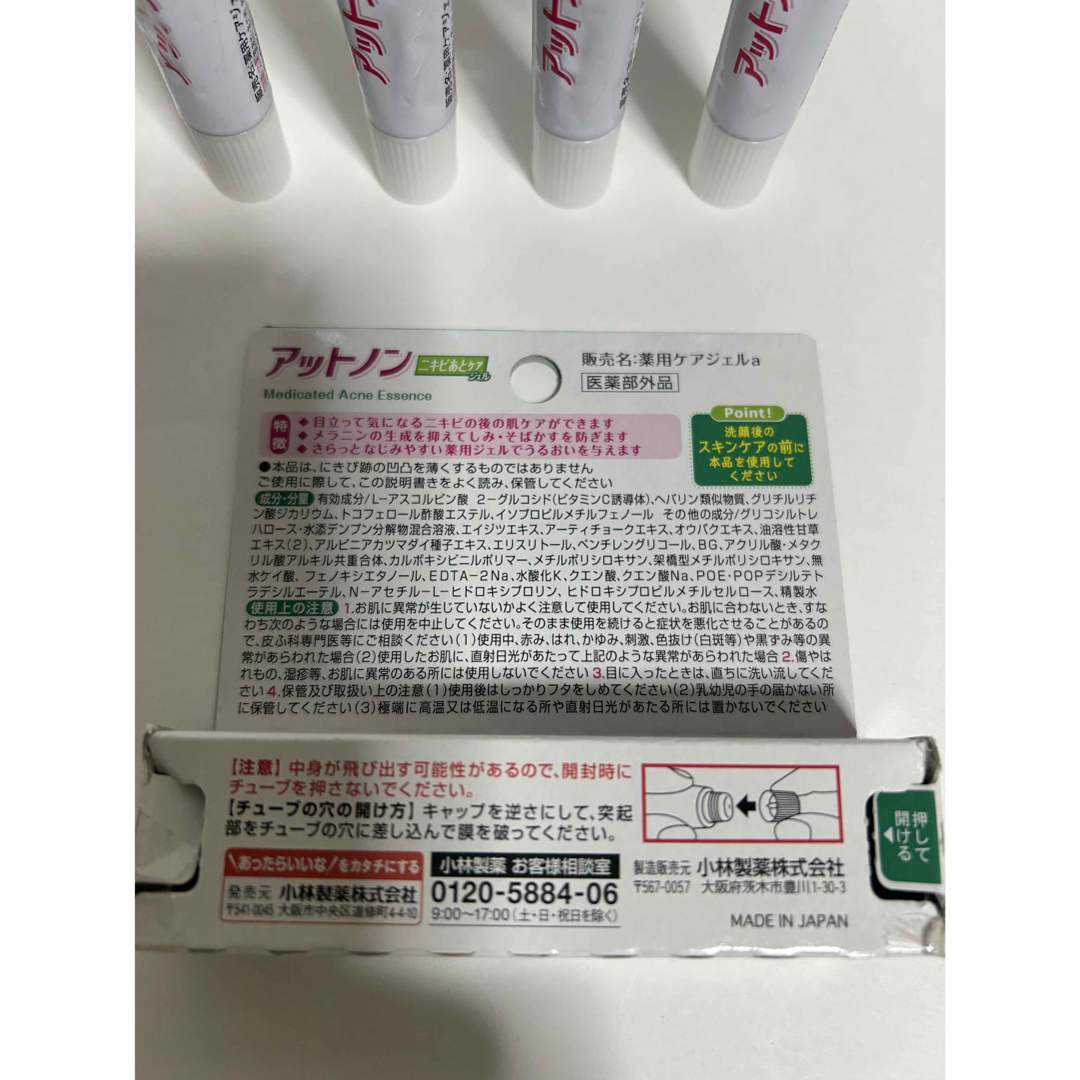 アット
アット
アット
アット
アットノン ニキビあとケア ジェル
Medicated Acne Essence
販売名:薬用ケアジェルa
医薬部外品
特徴
◆目立って気になるニキビの後の肌ケアができます
◆メラニンの生成を抑えてしみ・そばかすを防ぎます
◆さらっとなじみやすい薬用ジェルでうるおいを与えます
Point!
洗顔後の
スキンケアの前に
本品を使用して
ください
●本品は、にきび跡の凹凸を薄くするものではありません
ご使用に際して、この説明書きをよく読み、保管してください
成分・分量 有効成分/L-アスコルビン酸 2-グルコシド(ビタミンC誘導体)、ヘパリン類似物質、グリチルリチ
ン酸ジカリウム、トコフェロール酢酸エステル、イソプロピルメチルフェノール その他の成分/グリコシルトレ
ハロース・水添デンプン分解物混合溶液、エイジツエキス、アーティチョークエキス、オウバクエキス、油溶性甘草
エキス(2)、アルピニアカツマダイ種子エキス、エリスリトール、ペンチレングリコール、BG、アクリル酸・メタク
リル酸アルキル共重合体、カルボキシビニルポリマー、メチルポリシロキサン、架橋型メチルポリシロキサン、無
水ケイ酸、フェノキシエタノール、EDTA-2Na、水酸化K、クエン酸、クエン酸Na、POE・POPデシルテト
ラデシルエーテル、N-アセチル-L-ヒドロキシプロリン、ヒドロキシプロピルメチルセルロース、精製水
使用上の注意 1.お肌に異常が生じていないかよく注意して使用してください。お肌に合わないとき、すな
わち次のような場合には使用を中止してください。そのまま使用を続けると症状を悪化させることがあるの
で、皮ふ科専門医等にご相談ください(1)使用中、赤み、はれ、かゆみ、刺激、色抜け(白斑等)や黒ずみ等の異
常があらわれた場合(2)使用したお肌に、直射日光があたって上記のような異常があらわれた場合 2.傷やは
れもの、湿疹等、お肌に異常のある所には使用しないでください 3.目に入ったときは、直ちに洗い流してくだ
さい 4.保管及び取扱い上の注意(1)使用後はしっかりフタをしめてください(2)乳幼児の手の届かない所
に保管してください(3)極端に高温又は低温になる所や直射日光があたる所には置かないでください
【注意】中身が飛び出す可能性があるので、開封時に
チューブを押さないでください。
【チューブの穴の開け方】キャップを逆さにして、突起
部をチューブの穴に差し込んで膜を破ってください。
押して
開ける
\あったらいいな/をカタチにする
発売元 小林製薬株式会社
〒541-0045 大阪市中央区道修町4-4-10
小林製薬 お客様相談室
0120-5884-06
9:00～17:00(土・日・祝日を除く)
製造販売元 小林製薬株式会社
〒567-0057 大阪府茨木市豊川1-30-3
MADE IN JAPAN